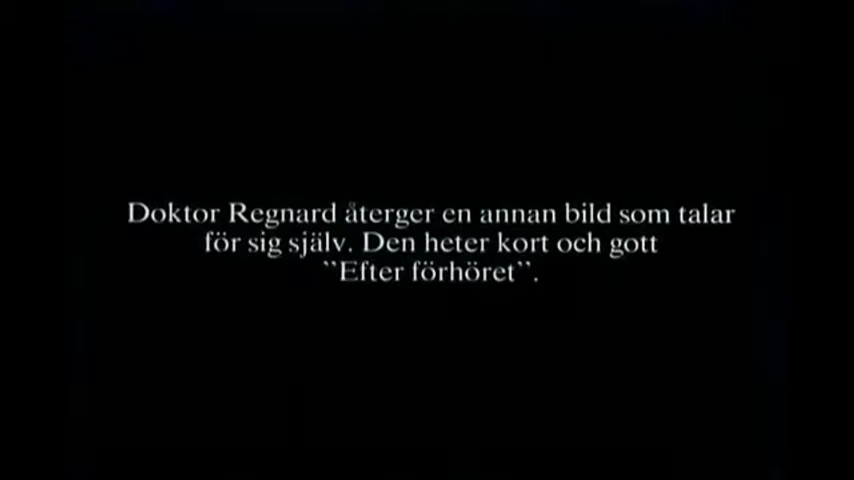 Doktor Regnard återger en annan bild som talar
för sig själv. Den heter kort och gott
``Efter förhöret``.